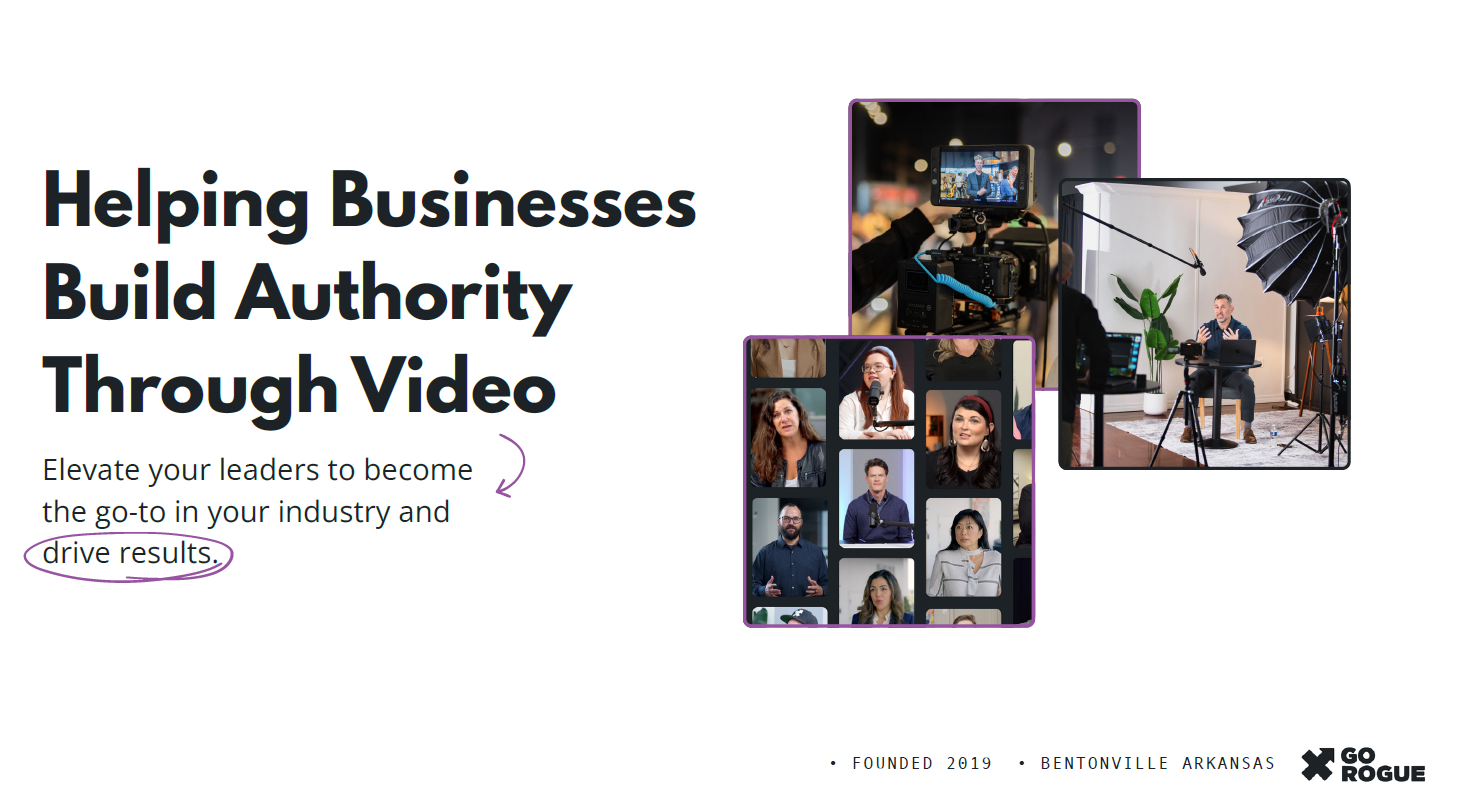 Helping Businesses
Build Authority
Through Video
Elevate your leaders to become
the go-to in your industry and
drive results.
• FOUNDED 2019 • BENTONVILLE ARKANSAS
GO
ROGUE